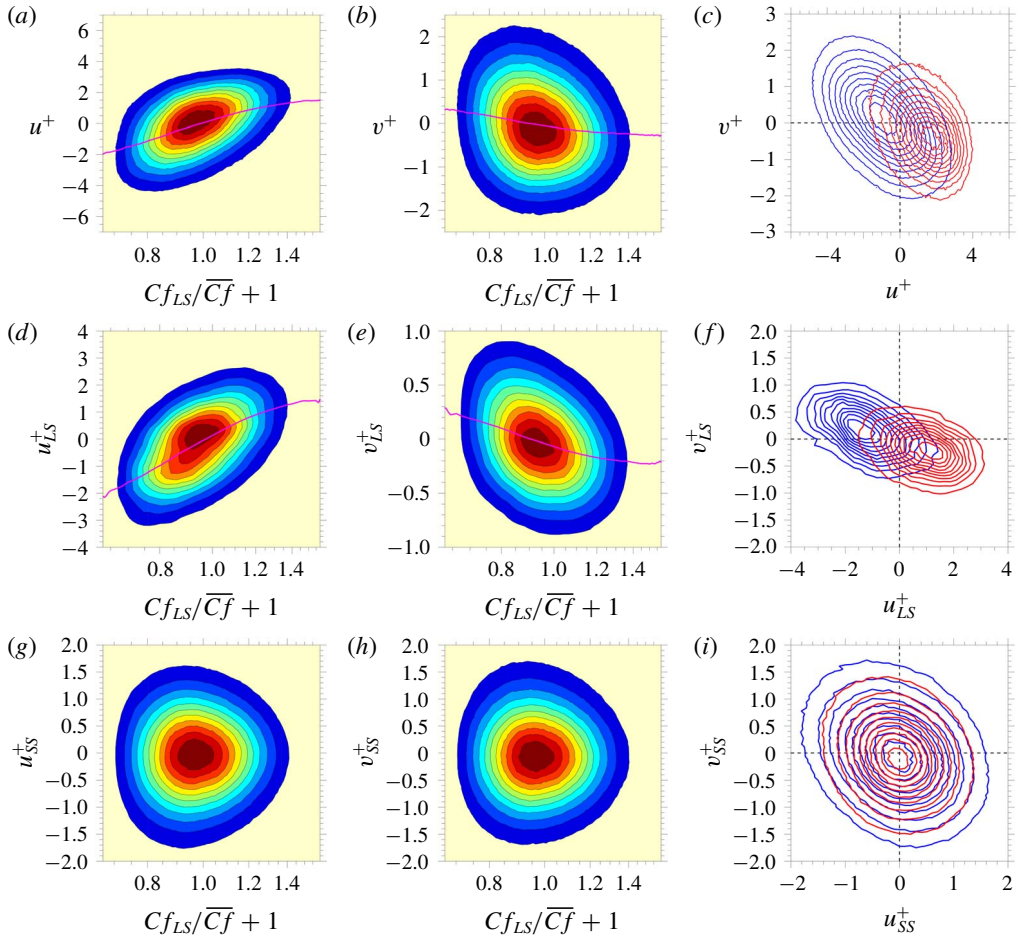 (a) (b) (c)
6 4 2 0 −2 −4 −6
u⁺
0.8 1.0 1.2 1.4
Cf_LS/C̅f̅ + 1
2 1 0 −1 −2
v⁺
0.8 1.0 1.2 1.4
Cf_LS/C̅f̅ + 1
3 2 1 0 −1 −2 −3
v⁺
−4 0 4
u⁺
(d) (e) (f)
4 3 2 1 0 −1 −2 −3 −4
u⁺_LS
0.8 1.0 1.2 1.4
Cf_LS/C̅f̅ + 1
1.0 0.5 0 −0.5 −1.0
v⁺_LS
0.8 1.0 1.2 1.4
Cf_LS/C̅f̅ + 1
2.0 1.5 1.0 0.5 0 −0.5 −1.0 −1.5 −2.0
v⁺_LS
−4 −2 0 2 4
u⁺_LS
(g) (h) (i)
2.0 1.5 1.0 0.5 0 −0.5 −1.0 −1.5 −2.0
u⁺_SS
0.8 1.0 1.2 1.4
Cf_LS/C̅f̅ + 1
2.0 1.5 1.0 0.5 0 −0.5 −1.0 −1.5 −2.0
v⁺_SS
0.8 1.0 1.2 1.4
Cf_LS/C̅f̅ + 1
2.0 1.5 1.0 0.5 0 −0.5 −1.0 −1.5 −2.0
v⁺_SS
−2 −1 0 1 2
u⁺_SS